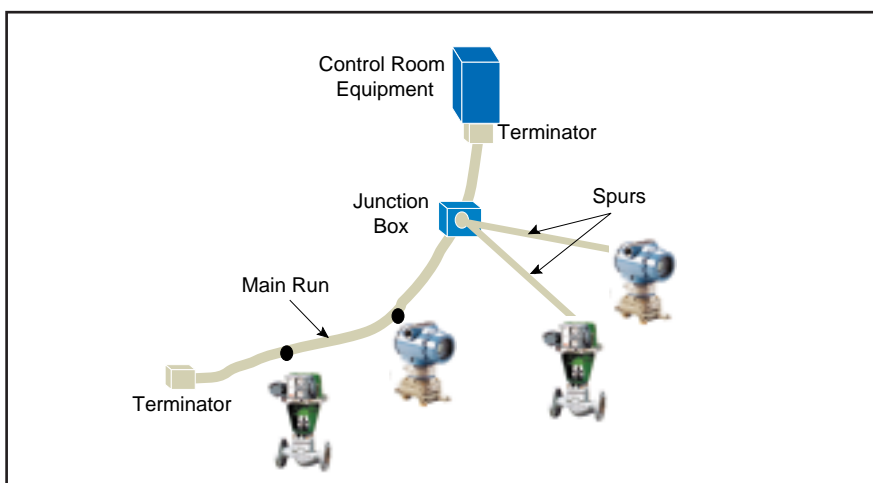 Control Room
Equipment
Terminator
Junction
Box
Spurs
Main Run
Terminator